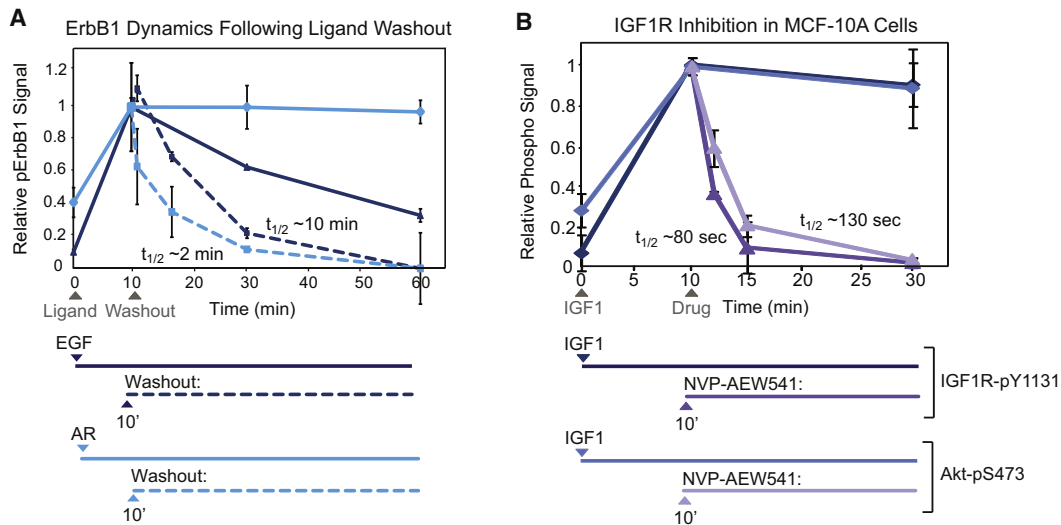 A
ErbB1 Dynamics Following Ligand Washout
Relative pErbB1 Signal
1.2
1
0.8
0.6
0.4
0.2
0
t1/2 ~10 min
t1/2 ~2 min
0 10 20 30 40 50 60
Time (min)
Ligand Washout
EGF
Washout:
10'
AR
Washout:
10'
B
IGF1R Inhibition in MCF-10A Cells
Relative Phospho Signal
1
0.8
0.6
0.4
0.2
0
t1/2 ~130 sec
t1/2 ~80 sec
0 5 10 15 20 25 30
Time (min)
IGF1 Drug
IGF1
NVP-AEW541:
10'
IGF1R-pY1131
IGF1
NVP-AEW541:
10'
Akt-pS473